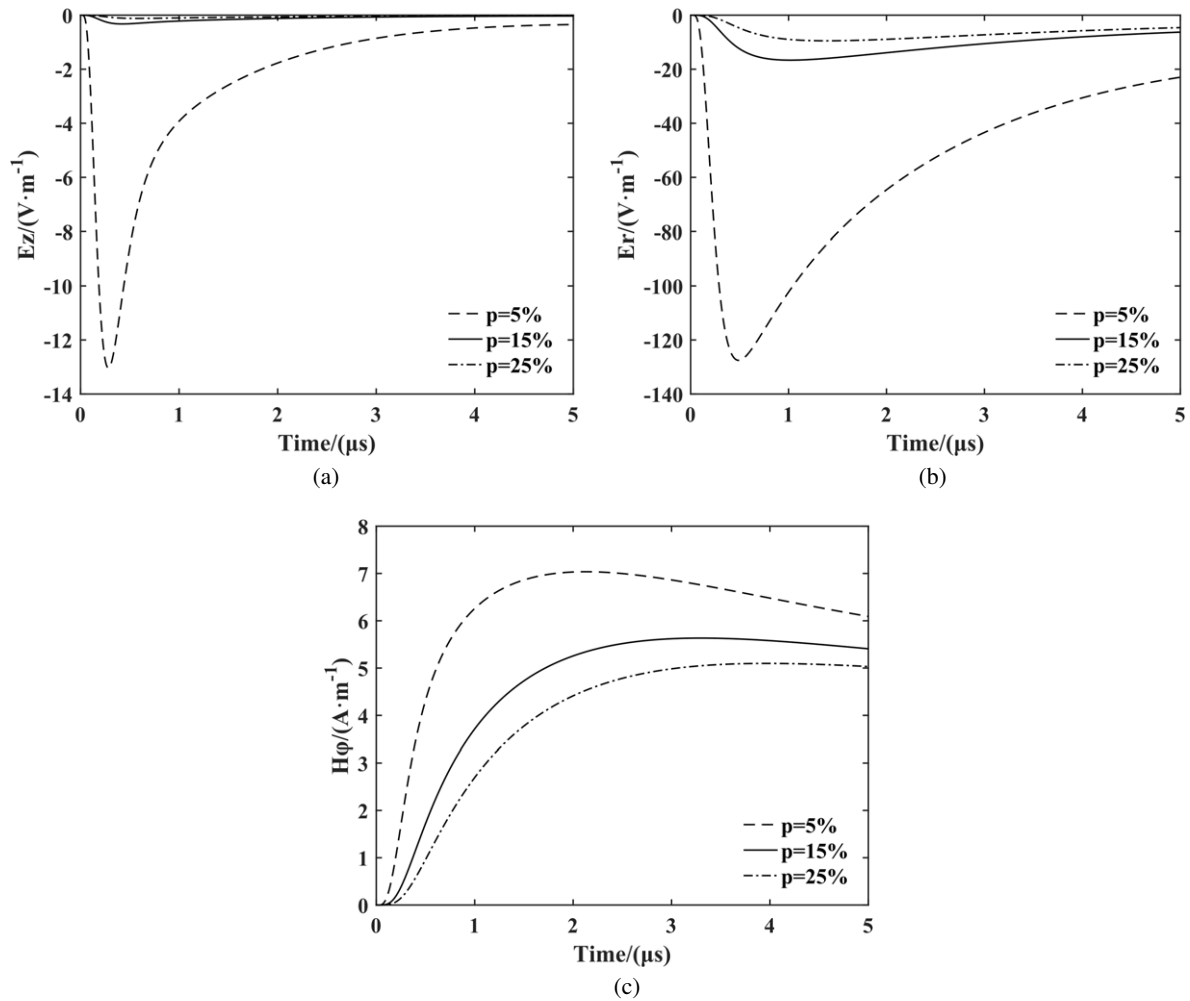 0
-2
-4
-6
-8
-10
-12
-14
Ez/(V·m⁻¹)
p=5%
p=15%
p=25%
0 1 2 3 4 5
Time/(μs)
(a)
0
-20
-40
-60
-80
-100
-120
-140
Er/(V·m⁻¹)
p=5%
p=15%
p=25%
0 1 2 3 4 5
Time/(μs)
(b)
8
7
6
5
4
3
2
1
0
Hφ/(A·m⁻¹)
p=5%
p=15%
p=25%
0 1 2 3 4 5
Time/(μs)
(c)